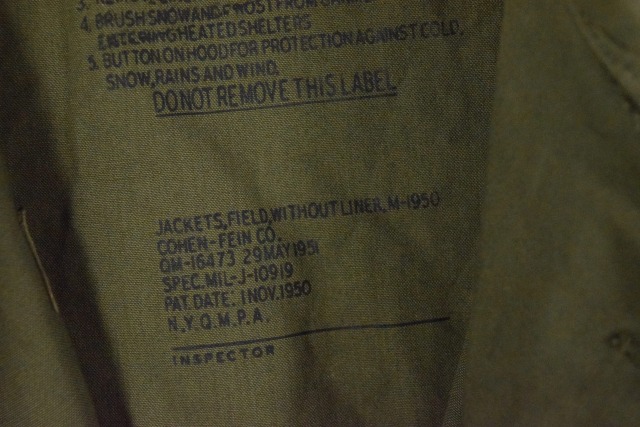 4. BRUSH SNOW AND FROST FROM
ENTERING HEATED SHELTERS
5. BUTTON ON HOOD FOR PROTECTION AGAINST COLD,
SNOW, RAINS AND WIND.
DO NOT REMOVE THIS LABEL
JACKETS, FIELD, WITHOUT LINER, M-1950
COHEN-FEIN CO.
QM-16473 29 MAY 1951
SPEC. MIL-J-10919
PAT. DATE: 1 NOV. 1950
N.Y.Q.M.P.A.
INSPECTOR